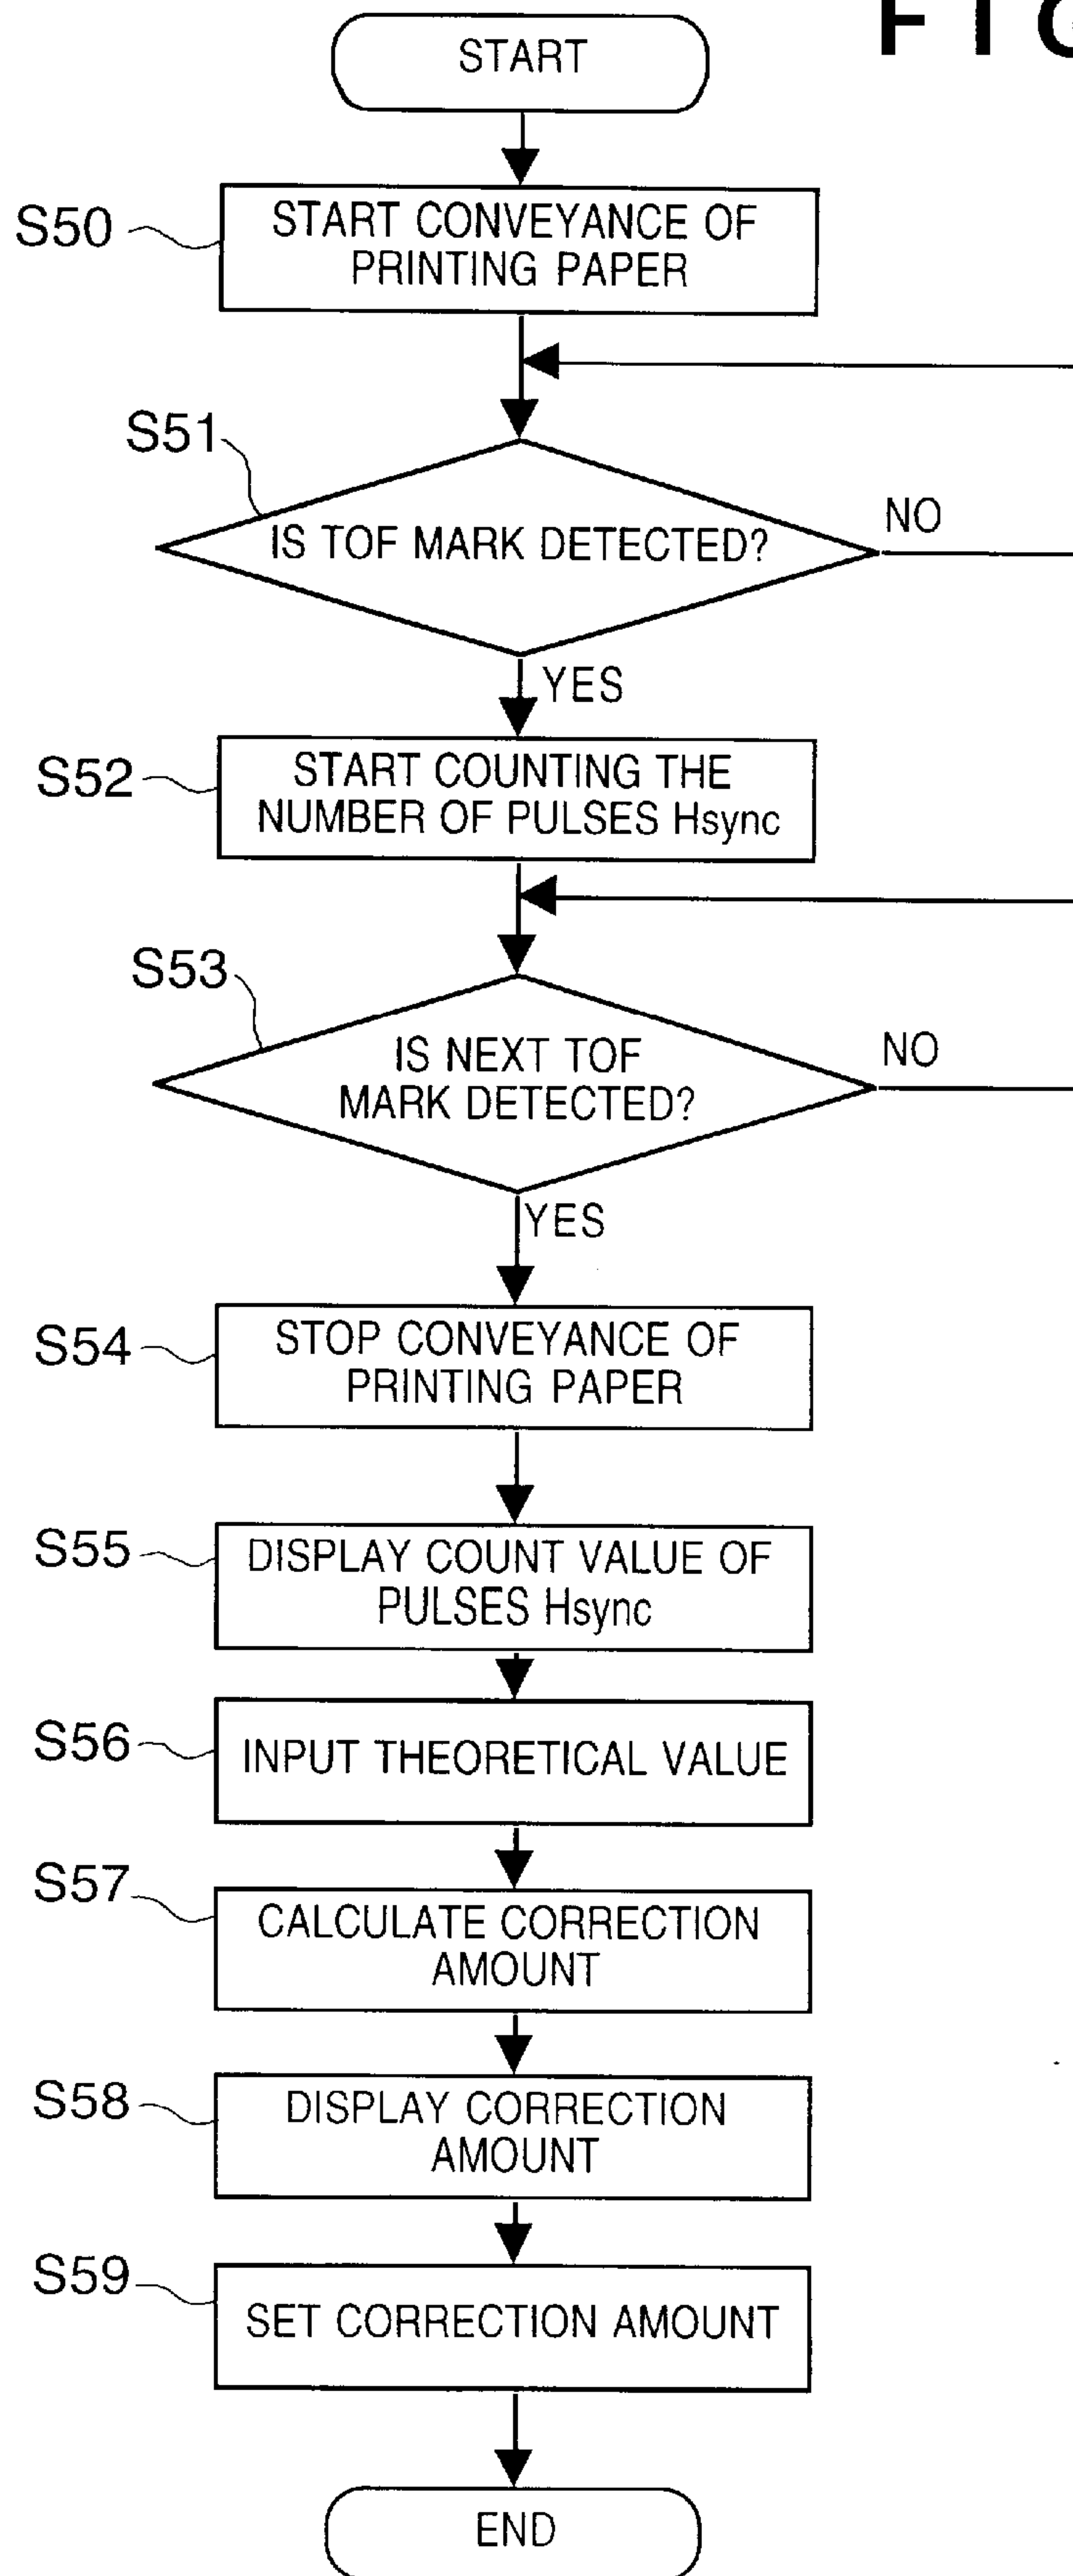 FIG
START
S50
START CONVEYANCE OF
PRINTING PAPER
S51
IS TOF MARK DETECTED?
NO
YES
S52
START COUNTING THE
NUMBER OF PULSES Hsync
S53
IS NEXT TOF
MARK DETECTED?
NO
YES
S54
STOP CONVEYANCE OF
PRINTING PAPER
S55
DISPLAY COUNT VALUE OF
PULSES Hsync
S56
INPUT THEORETICAL VALUE
S57
CALCULATE CORRECTION
AMOUNT
S58
DISPLAY CORRECTION
AMOUNT
S59
SET CORRECTION AMOUNT
END